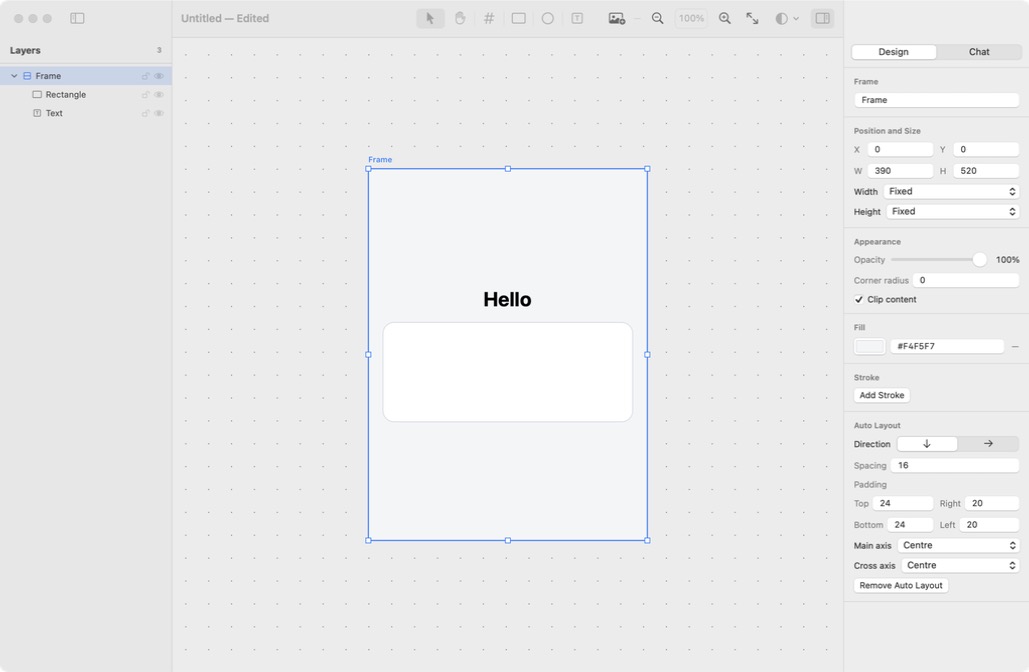 Untitled — Edited
100%
Layers
3
Frame
Rectangle
Text
Frame
Hello
Design
Chat
Frame
Frame
Position and Size
X 0 Y 0
W 390 H 520
Width Fixed
Height Fixed
Appearance
Opacity 100%
Corner radius 0
Clip content
Fill
#F4F5F7
Stroke
Add Stroke
Auto Layout
Direction
Spacing 16
Padding
Top 24 Right 20
Bottom 24 Left 20
Main axis Centre
Cross axis Centre
Remove Auto Layout